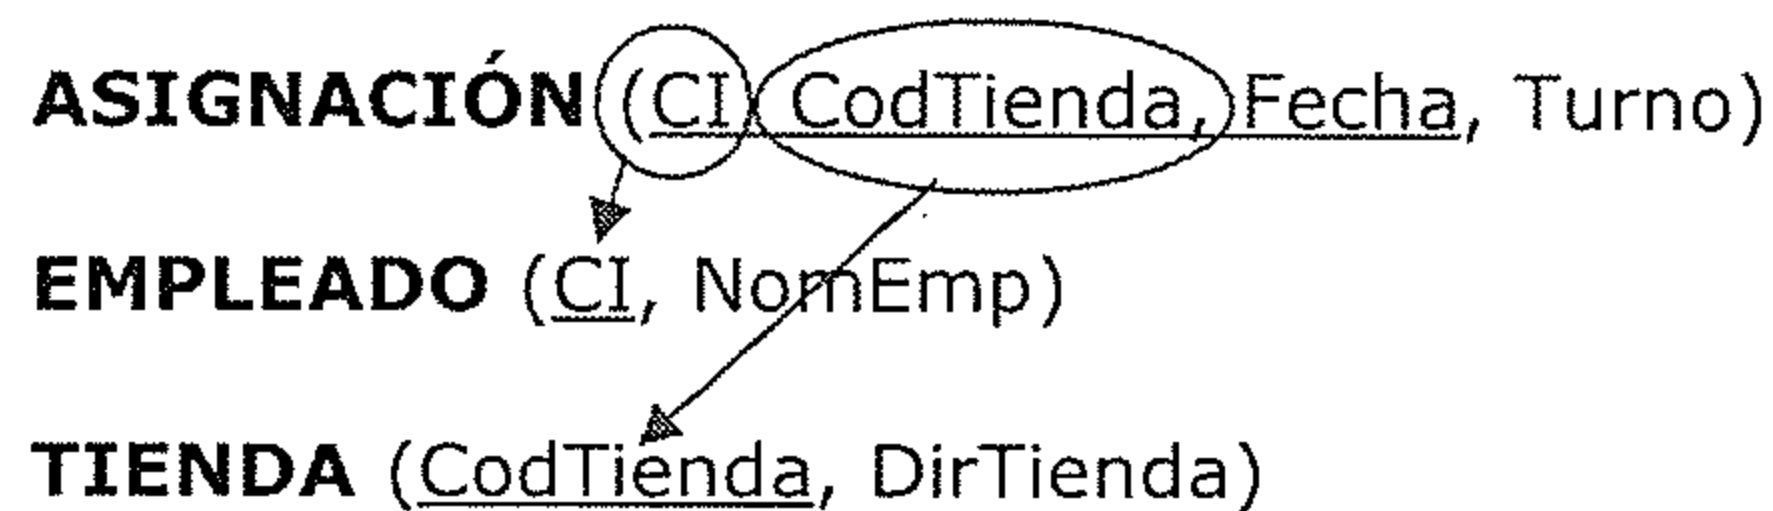 ASIGNACIÓN (CI CodTienda, Fecha, Turno)
EMPLEADO (CI, NomEmp)
TIENDA (CodTienda, DirTienda)